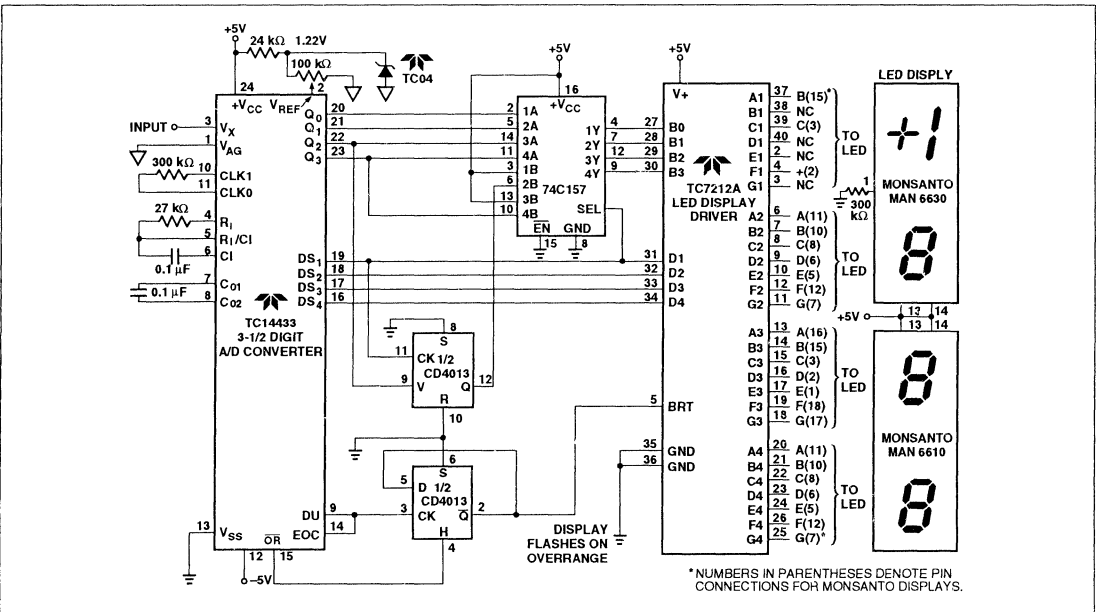 +5V
24 kΩ
1.22V
100 kΩ
TC04
24
2
+VCC
VREF
INPUT
3
VX
1
VAG
300 kΩ
10
CLK1
11
CLK0
27 kΩ
4
RI
5
RI/CI
6
CI
0.1 µF
7
CO1
0.1 µF
8
CO2
TC14433
3-1/2 DIGIT
A/D CONVERTER
Q0
20
Q1
21
Q2
22
Q3
23
DS1
19
DS2
18
DS3
17
DS4
16
DU
9
EOC
14
13
VSS
OR
12
15
–5V
+5V
16
+VCC
2
1A
5
2A
14
3A
11
4A
3
1B
6
2B
13
3B
10
4B
1Y
4
2Y
7
3Y
12
4Y
9
74C157
SEL
EN
GND
15
8
8
S
11
CK
1/2
CD4013
9
V
Q
12
R
10
6
S
5
D
1/2
CD4013
3
CK
Q
2
H
4
+5V
V+
27
B0
28
B1
29
B2
30
B3
TC7212A
LED DISPLAY
DRIVER
31
D1
32
D2
33
D3
34
D4
5
BRT
35
GND
36
GND
DISPLAY
FLASHES ON
OVERRANGE
A1
37
B(15)*
B1
38
NC
C1
39
C(3)
D1
40
NC
E1
2
NC
F1
4
+(2)
G1
3
NC
TO
LED
A2
6
A(11)
B2
7
B(10)
C2
8
C(8)
D2
9
D(6)
E2
10
E(5)
F2
12
F(12)
G2
11
G(7)
TO
LED
A3
13
A(16)
B3
14
B(15)
C3
15
C(3)
D3
16
D(2)
E3
17
E(1)
F3
19
F(18)
G3
18
G(17)
TO
LED
A4
20
A(11)
B4
21
B(10)
C4
22
C(8)
D4
23
D(6)
E4
24
E(5)
F4
26
F(12)
G4
25
G(7)*
TO
LED
LED DISPLY
+1
1
300
kΩ
MONSANTO
MAN 6630
8
+5V
13
14
13
14
8
MONSANTO
MAN 6610
8
*NUMBERS IN PARENTHESES DENOTE PIN
CONNECTIONS FOR MONSANTO DISPLAYS.